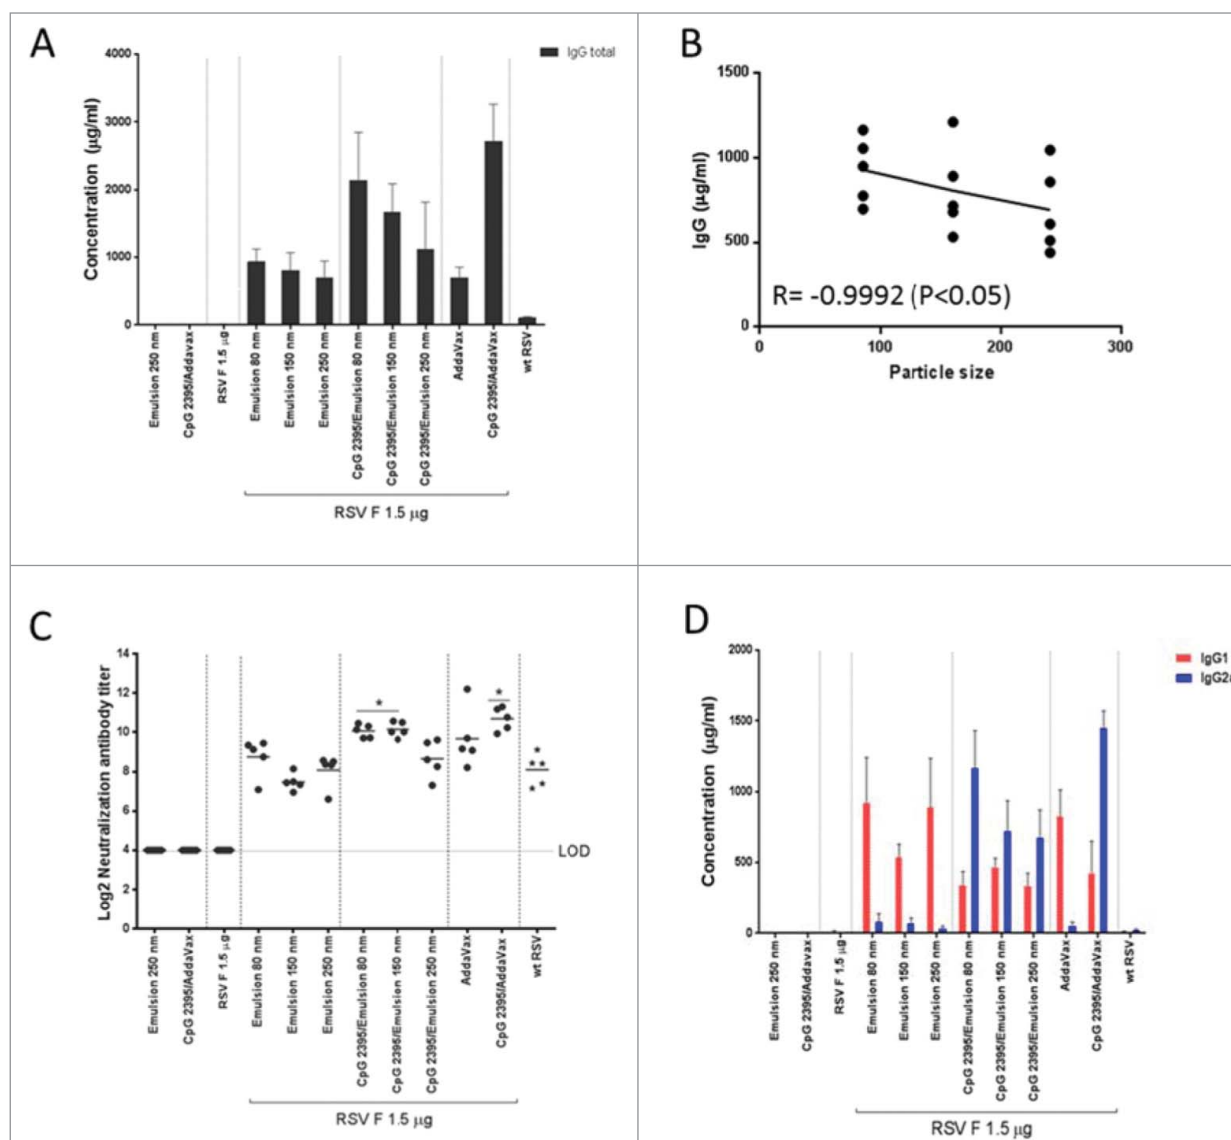 A
IgG total
Concentration (µg/ml)
4000
3000
2000
1000
0
Emulsion 250 nm
CpG 2395/Addavax
RSV F 1.5 µg
Emulsion 80 nm
Emulsion 150 nm
Emulsion 250 nm
CpG 2395/Emulsion 80 nm
CpG 2395/Emulsion 150 nm
CpG 2395/Emulsion 250 nm
AddaVax
CpG 2395/AddaVax
wt RSV
RSV F 1.5 µg
B
IgG (µg/ml)
1500
1000
500
0
R= -0.9992 (P<0.05)
0 100 200 300
Particle size
C
Log2 Neutralization antibody titer
14
12
10
8
6
4
2
0
LOD
Emulsion 250 nm
CpG 2395/AddaVax
RSV F 1.5 µg
Emulsion 80 nm
Emulsion 150 nm
Emulsion 250 nm
CpG 2395/Emulsion 80 nm
CpG 2395/Emulsion 150 nm
CpG 2395/Emulsion 250 nm
AddaVax
CpG 2395/AddaVax
wt RSV
RSV F 1.5 µg
D
IgG1
Concentration (µg/ml)
2000
1500
1000
500
0
Emulsion 250 nm
CpG 2395/Addavax
RSV F 1.5 µg
Emulsion 80 nm
Emulsion 150 nm
Emulsion 250 nm
CpG 2395/Emulsion 80 nm
CpG 2395/Emulsion 150 nm
CpG 2395/Emulsion 250 nm
AddaVax
CpG 2395/AddaVax
wt RSV
RSV F 1.5 µg